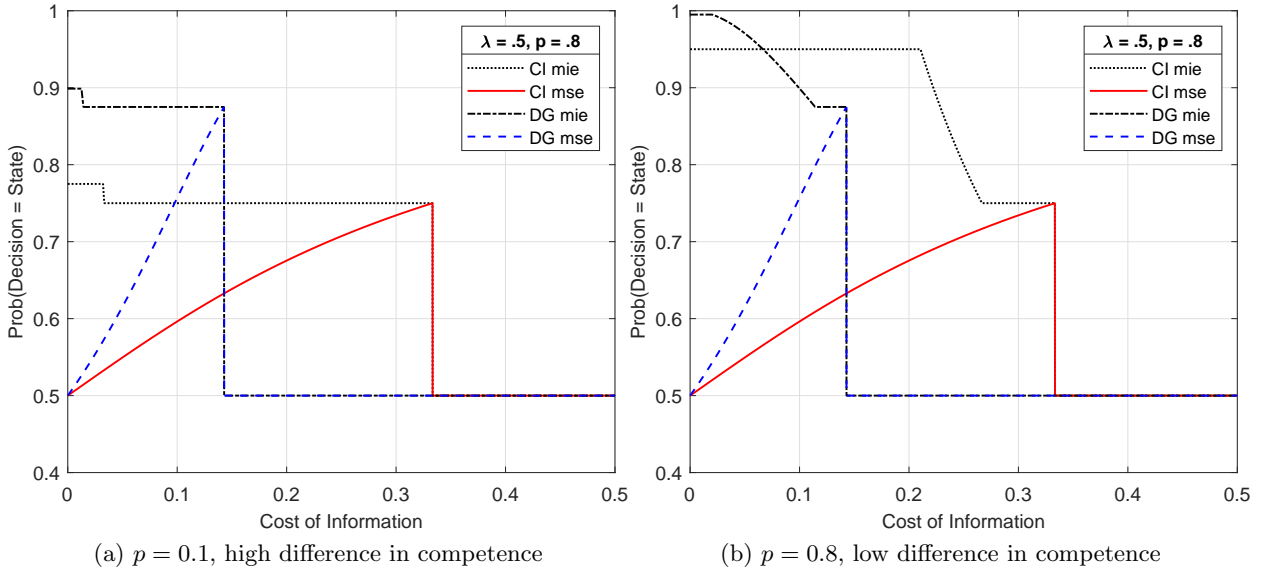 Prob(Decision = State)
1
0.9
0.8
0.7
0.6
0.5
0.4
0
0.1
0.2
0.3
0.4
0.5
Cost of Information
λ = .5, p = .8
CI mie
CI mse
DG mie
DG mse
(a) p = 0.1, high difference in competence
Prob(Decision = State)
1
0.9
0.8
0.7
0.6
0.5
0.4
0
0.1
0.2
0.3
0.4
0.5
Cost of Information
λ = .5, p = .8
CI mie
CI mse
DG mie
DG mse
(b) p = 0.8, low difference in competence